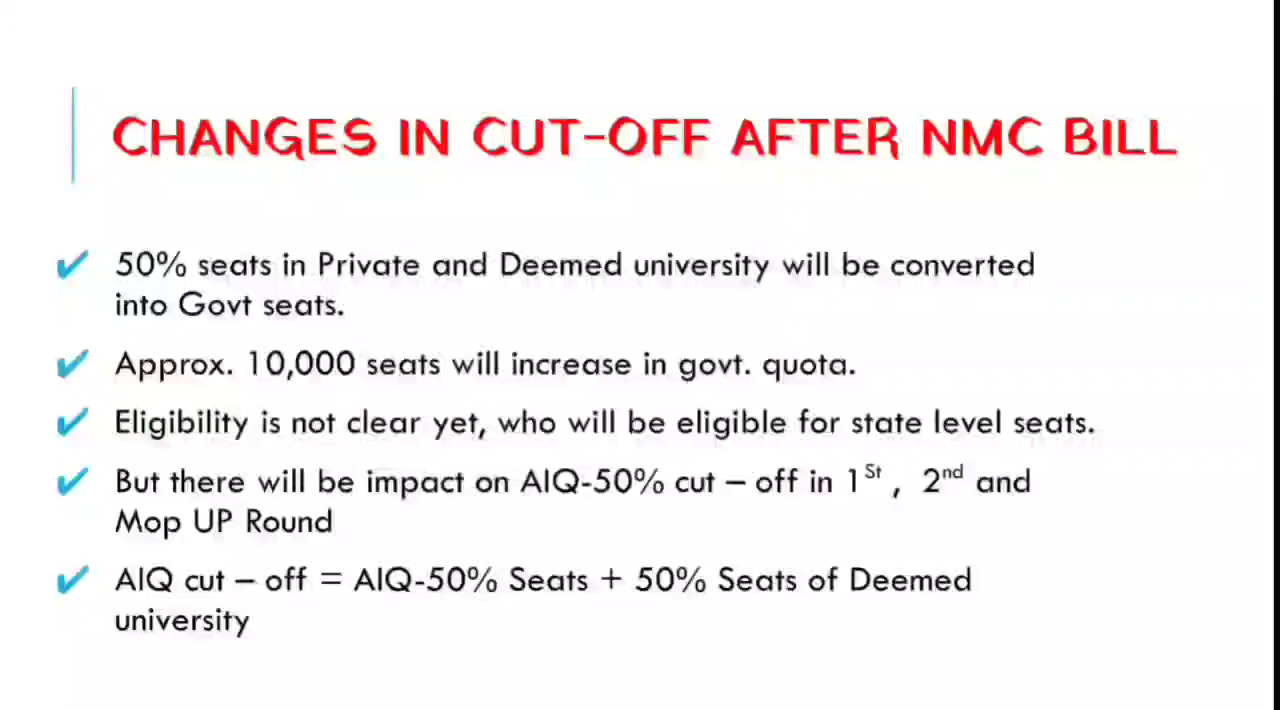 CHANGES IN CUT-OFF AFTER NMC BILL
✔ 50% seats in Private and Deemed university will be converted
into Govt seats.
✔ Approx. 10,000 seats will increase in govt. quota.
✔ Eligibility is not clear yet, who will be eligible for state level seats.
✔ But there will be impact on AIQ-50% cut – off in 1St , 2nd and
Mop UP Round
✔ AIQ cut – off = AIQ-50% Seats + 50% Seats of Deemed
university